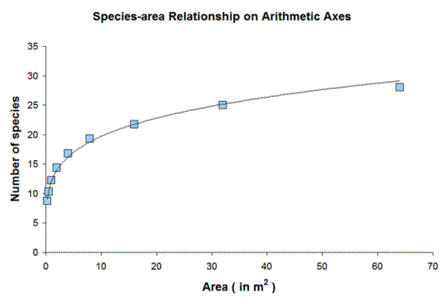 Species-area Relationship on Arithmetic Axes
35
30
25
20
15
10
5
0
Number of species
0 10 20 30 40 50 60 70
Area ( in m²)